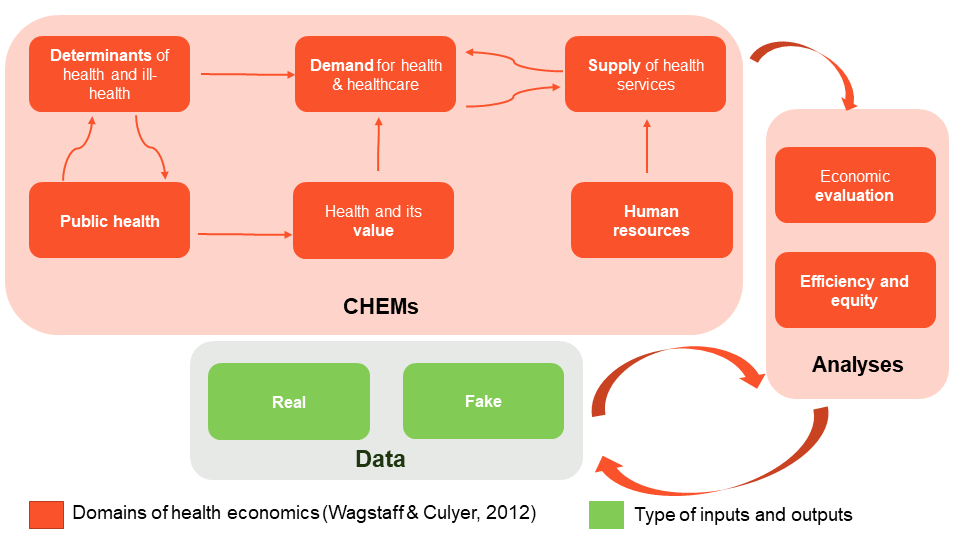 Determinants of
health and ill-
health
Demand for health
& healthcare
Supply of health
services
Public health
Health and its
value
Human
resources
CHEMs
Economic
evaluation
Efficiency and
equity
Analyses
Real
Fake
Data
Domains of health economics (Wagstaff & Culyer, 2012)
Type of inputs and outputs